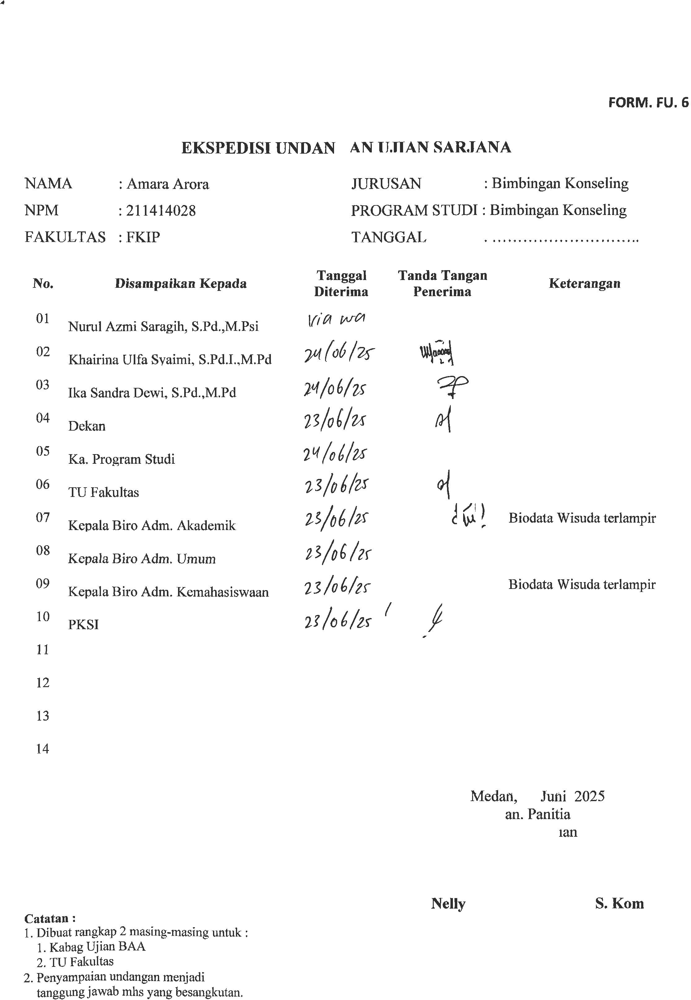 FORM. FU. 6
EKSPEDISI UNDAN AN UJIAN SARJANA
NAMA : Amara Arora JURUSAN : Bimbingan Konseling
NPM : 211414028 PROGRAM STUDI : Bimbingan Konseling
FAKULTAS : FKIP TANGGAL . ..............................
No. Disampaikan Kepada Tanggal Diterima Tanda Tangan Penerima Keterangan
01 Nurul Azmi Saragih, S.Pd.,M.Psi Via wa
02 Khairina Ulfa Syaimi, S.Pd.I.,M.Pd 24/06/25
03 Ika Sandra Dewi, S.Pd.,M.Pd 24/06/25
04 Dekan 23/06/25
05 Ka. Program Studi 24/06/25
06 TU Fakultas 23/06/25
07 Kepala Biro Adm. Akademik 23/06/25 Biodata Wisuda terlampir
08 Kepala Biro Adm. Umum 23/06/25
09 Kepala Biro Adm. Kemahasiswaan 23/06/25 Biodata Wisuda terlampir
10 PKSI 23/06/25
11
12
13
14
Medan, Juni 2025
an. Panitia
Nelly S. Kom
Catatan :
1. Dibuat rangkap 2 masing-masing untuk :
1. Kabag Ujian BAA
2. TU Fakultas
2. Penyampaian undangan menjadi
tanggung jawab mhs yang besangkutan.